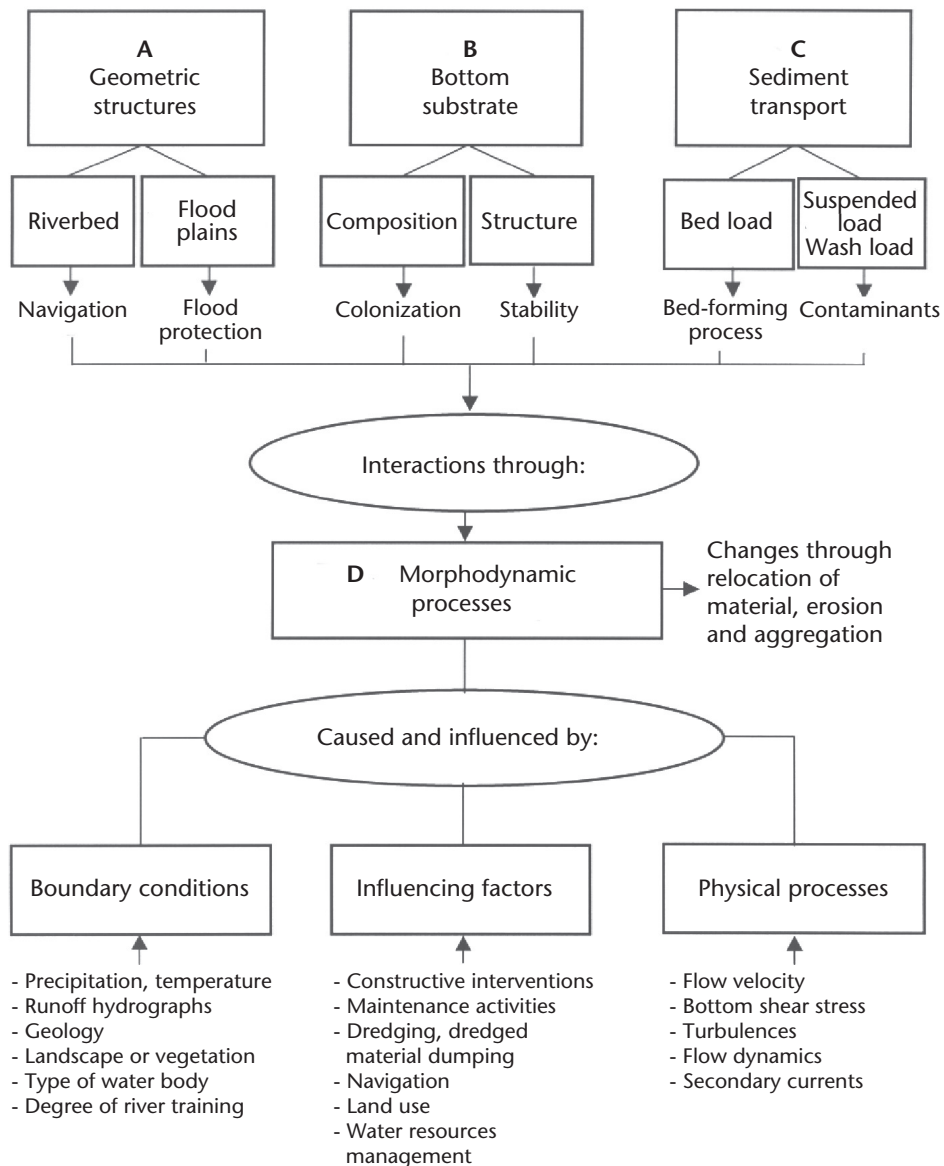 A
Geometric
structures
B
Bottom
substrate
C
Sediment
transport
Riverbed
Flood
plains
Composition
Structure
Bed load
Suspended
load
Wash load
Navigation
Flood
protection
Colonization
Stability
Bed-forming
process
Contaminants
Interactions through:
D Morphodynamic
processes
Changes through
relocation of
material, erosion
and aggregation
Caused and influenced by:
Boundary conditions
Influencing factors
Physical processes
- Precipitation, temperature
- Runoff hydrographs
- Geology
- Landscape or vegetation
- Type of water body
- Degree of river training
- Constructive interventions
- Maintenance activities
- Dredging, dredged
material dumping
- Navigation
- Land use
- Water resources
management
- Flow velocity
- Bottom shear stress
- Turbulences
- Flow dynamics
- Secondary currents